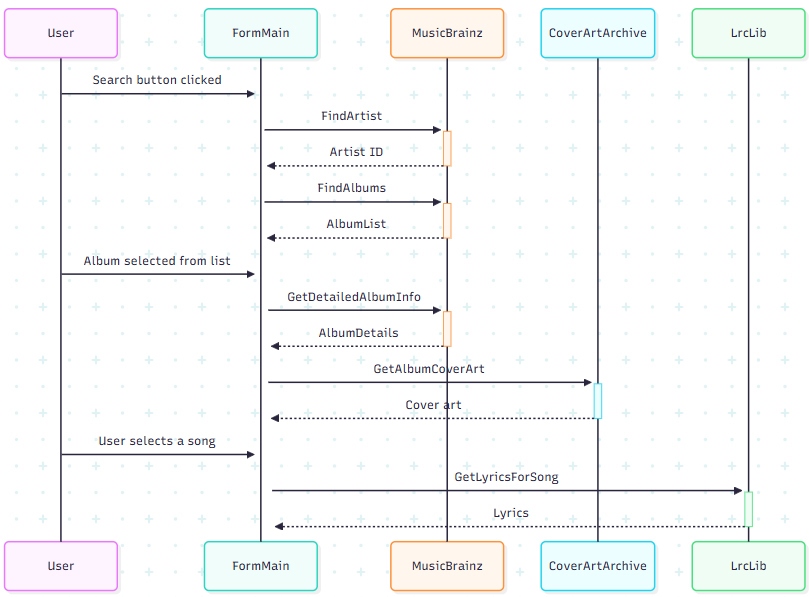 User
FormMain
MusicBrainz
CoverArtArchive
LrcLib
Search button clicked
FindArtist
Artist ID
FindAlbums
AlbumList
Album selected from list
GetDetailedAlbumInfo
AlbumDetails
GetAlbumCoverArt
Cover art
User selects a song
GetLyricsForSong
Lyrics
User
FormMain
MusicBrainz
CoverArtArchive
LrcLib